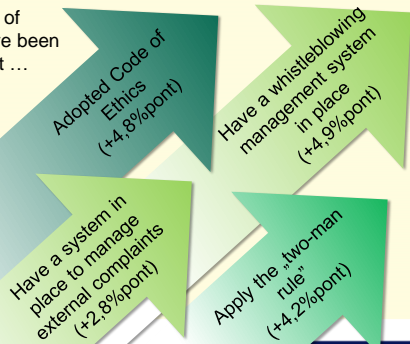 of
ve been
t …
Adopted Code of
Ethics
(+4,8%pont)
Have a whistleblowing
management system
in place
(+4,9%pont)
Have a system in
place to manage
external complaints
(+2,8%pont)
Apply the „two-man
rule”
(+4,2%pont)